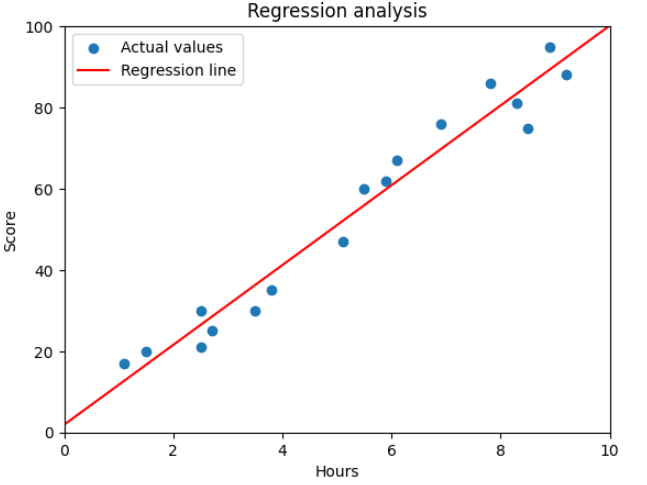 Regression analysis
Actual values
Regression line
100
80
60
40
20
0
Score
0 2 4 6 8 10
Hours